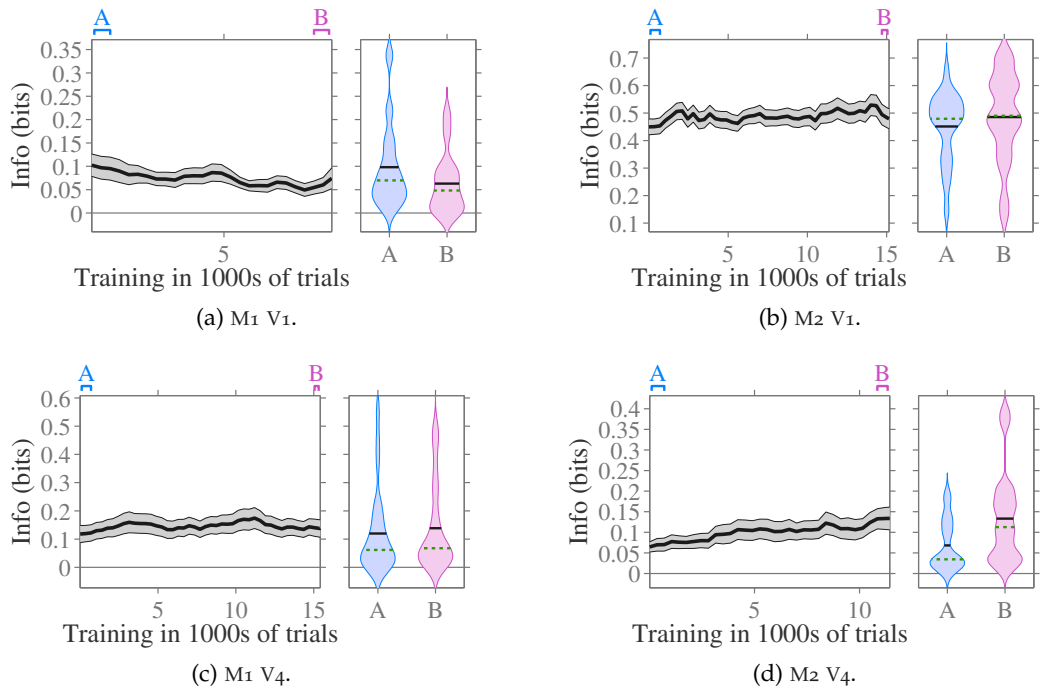 A B
Info (bits)
0.35
0.3
0.25
0.2
0.15
0.1
0.05
0
5
A B
Training in 1000s of trials
(a) M1 V1.
A B
Info (bits)
0.7
0.6
0.5
0.4
0.3
0.2
0.1
5 10 15
A B
Training in 1000s of trials
(b) M2 V1.
A B
Info (bits)
0.6
0.5
0.4
0.3
0.2
0.1
0
5 10 15
A B
Training in 1000s of trials
(c) M1 V4.
A B
Info (bits)
0.4
0.35
0.3
0.25
0.2
0.15
0.1
0.05
0
5 10
A B
Training in 1000s of trials
(d) M2 V4.